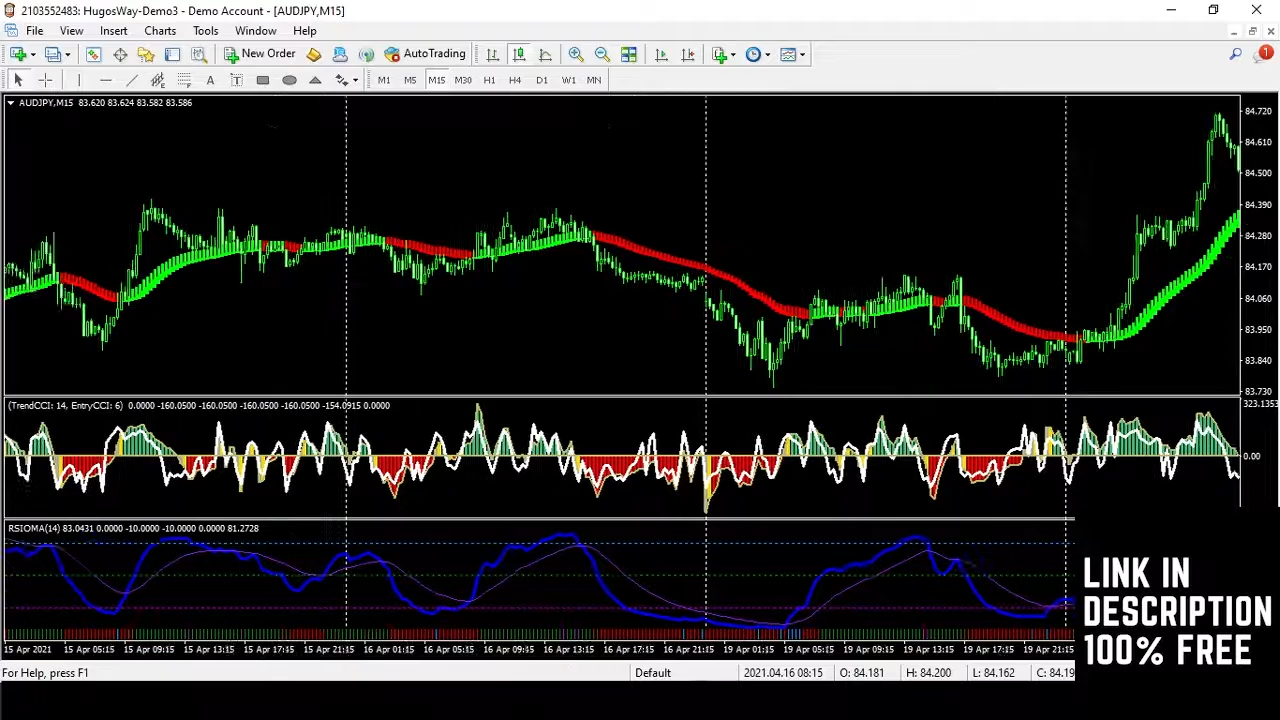 2103552483: HugosWay-Demo3 - Demo Account - [AUDJPY,M15]
File View Insert Charts Tools Window Help
New Order AutoTrading 1
A T M1 M5 M15 M30 H1 H4 D1 W1 MN
AUDJPY,M15 83.620 83.624 83.582 83.586
84.720
84.610
84.500
84.390
84.280
84.170
84.060
83.950
83.840
83.730
(TrendCCI: 14, EntryCCI: 6) 0.0000 -160.0500 -160.0500 -160.0500 -160.0500 -154.0915 0.0000
323.1353
0.00
RSIOMA(14) 83.0431 0.0000 -10.0000 -10.0000 0.0000 81.2728
LINK IN
DESCRIPTION
100% FREE
15 Apr 2021 15 Apr 05:15 15 Apr 09:15 15 Apr 13:15 15 Apr 17:15 15 Apr 21:15 16 Apr 01:15 16 Apr 05:15 16 Apr 09:15 16 Apr 13:15 16 Apr 17:15 16 Apr 21:15 19 Apr 01:15 19 Apr 05:15 19 Apr 09:15 19 Apr 13:15 19 Apr 17:15 19 Apr 21:15
For Help, press F1 Default 2021.04.16 08:15 O: 84.181 H: 84.200 L: 84.162 C: 84.19